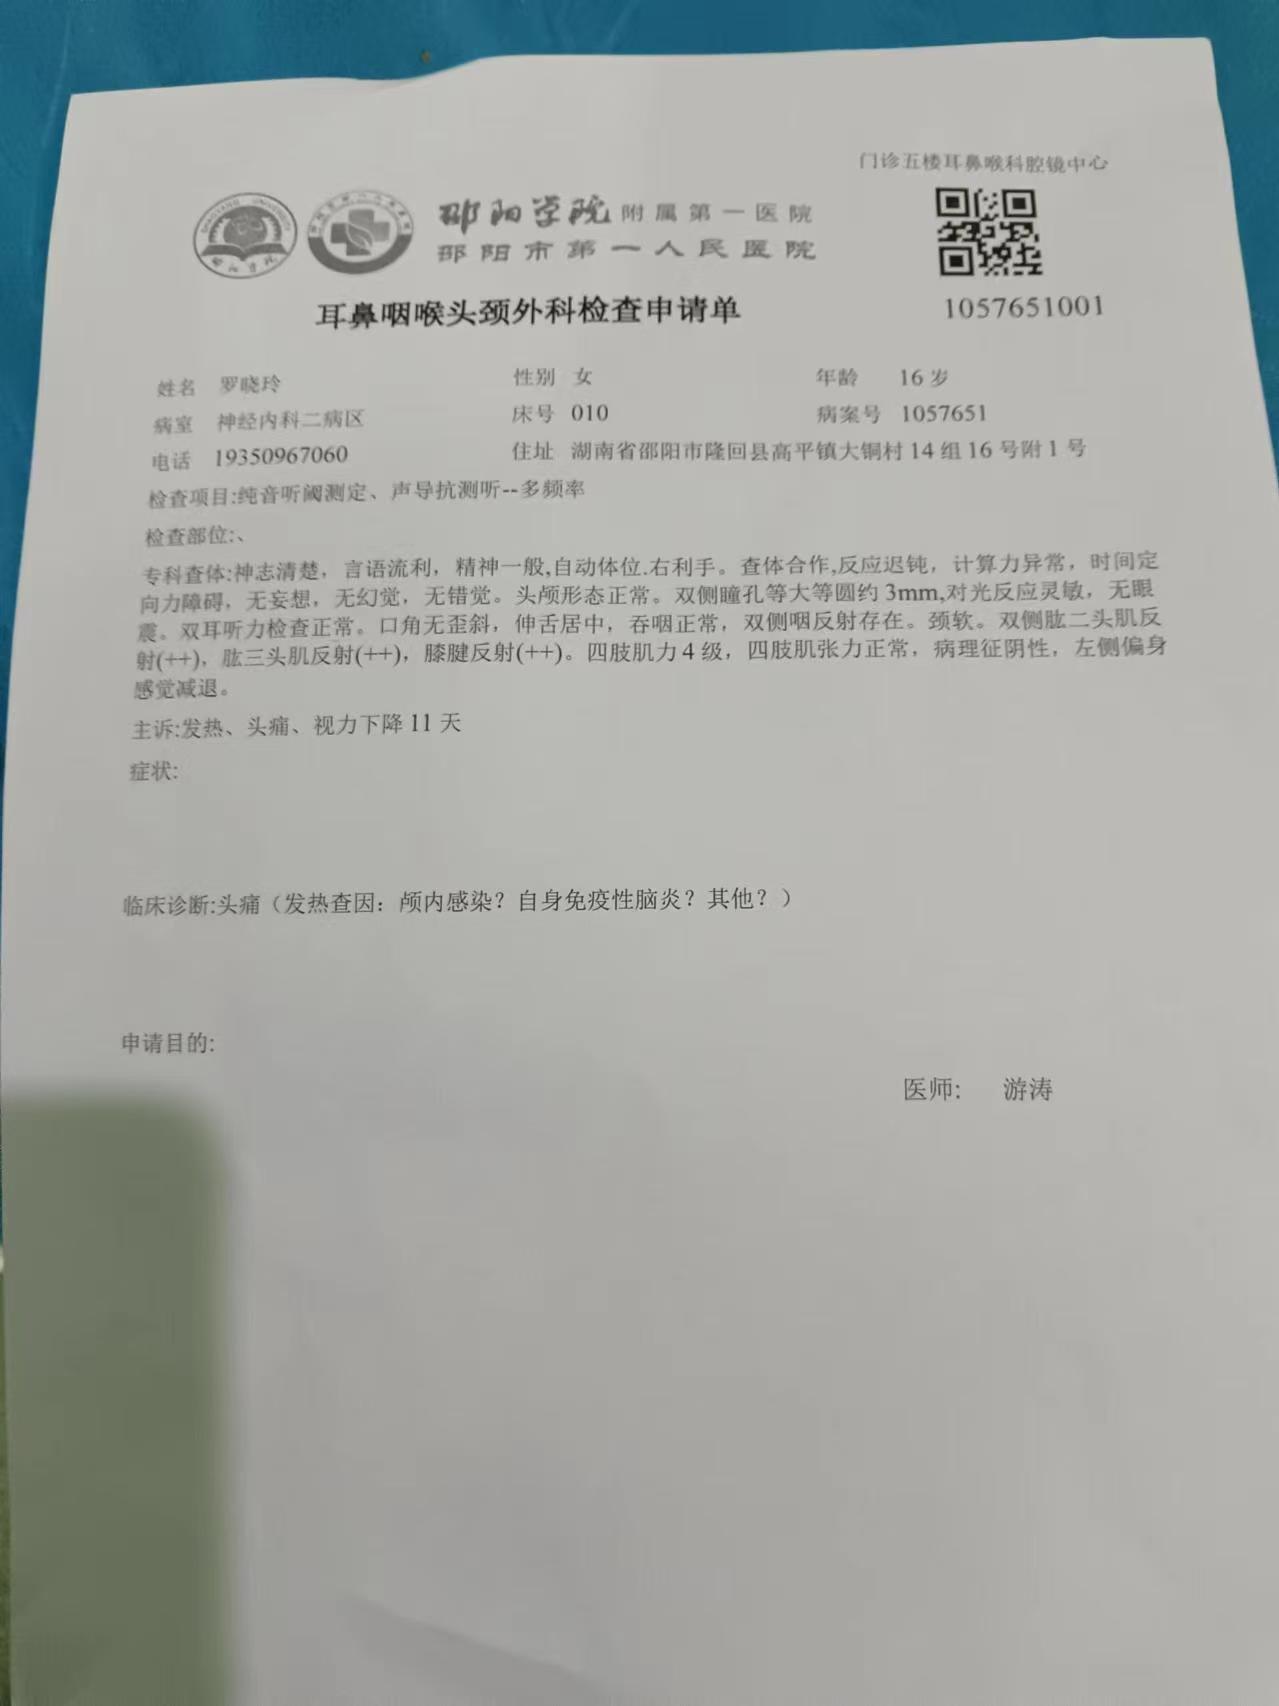 门诊五楼耳鼻喉科腔镜中心
邵阳学院附属第一医院
邵阳市第一人民医院
耳鼻咽喉头颈外科检查申请单
1057651001
姓名 罗晓玲 性别 女 年龄 16 岁
病室 神经内科二病区 床号 010 病案号 1057651
电话 19350967060 住址 湖南省邵阳市隆回县高平镇大铜村 14 组 16 号附 1 号
检查项目:纯音听阈测定、声导抗测听--多频率
检查部位:、
专科查体:神志清楚，言语流利，精神一般,自动体位.右利手。查体合作,反应迟钝，计算力异常，时间定
向力障碍，无妄想，无幻觉，无错觉。头颅形态正常。双侧瞳孔等大等圆约 3mm,对光反应灵敏，无眼
震。双耳听力检查正常。口角无歪斜，伸舌居中，吞咽正常，双侧咽反射存在。颈软。双侧肱二头肌反
射(++)，肱三头肌反射(++)，膝腱反射(++)。四肢肌力 4 级，四肢肌张力正常，病理征阴性，左侧偏身
感觉减退。
主诉:发热、头痛、视力下降 11 天
症状:
临床诊断:头痛（发热查因：颅内感染？自身免疫性脑炎？其他？）
申请目的:
医师: 游涛